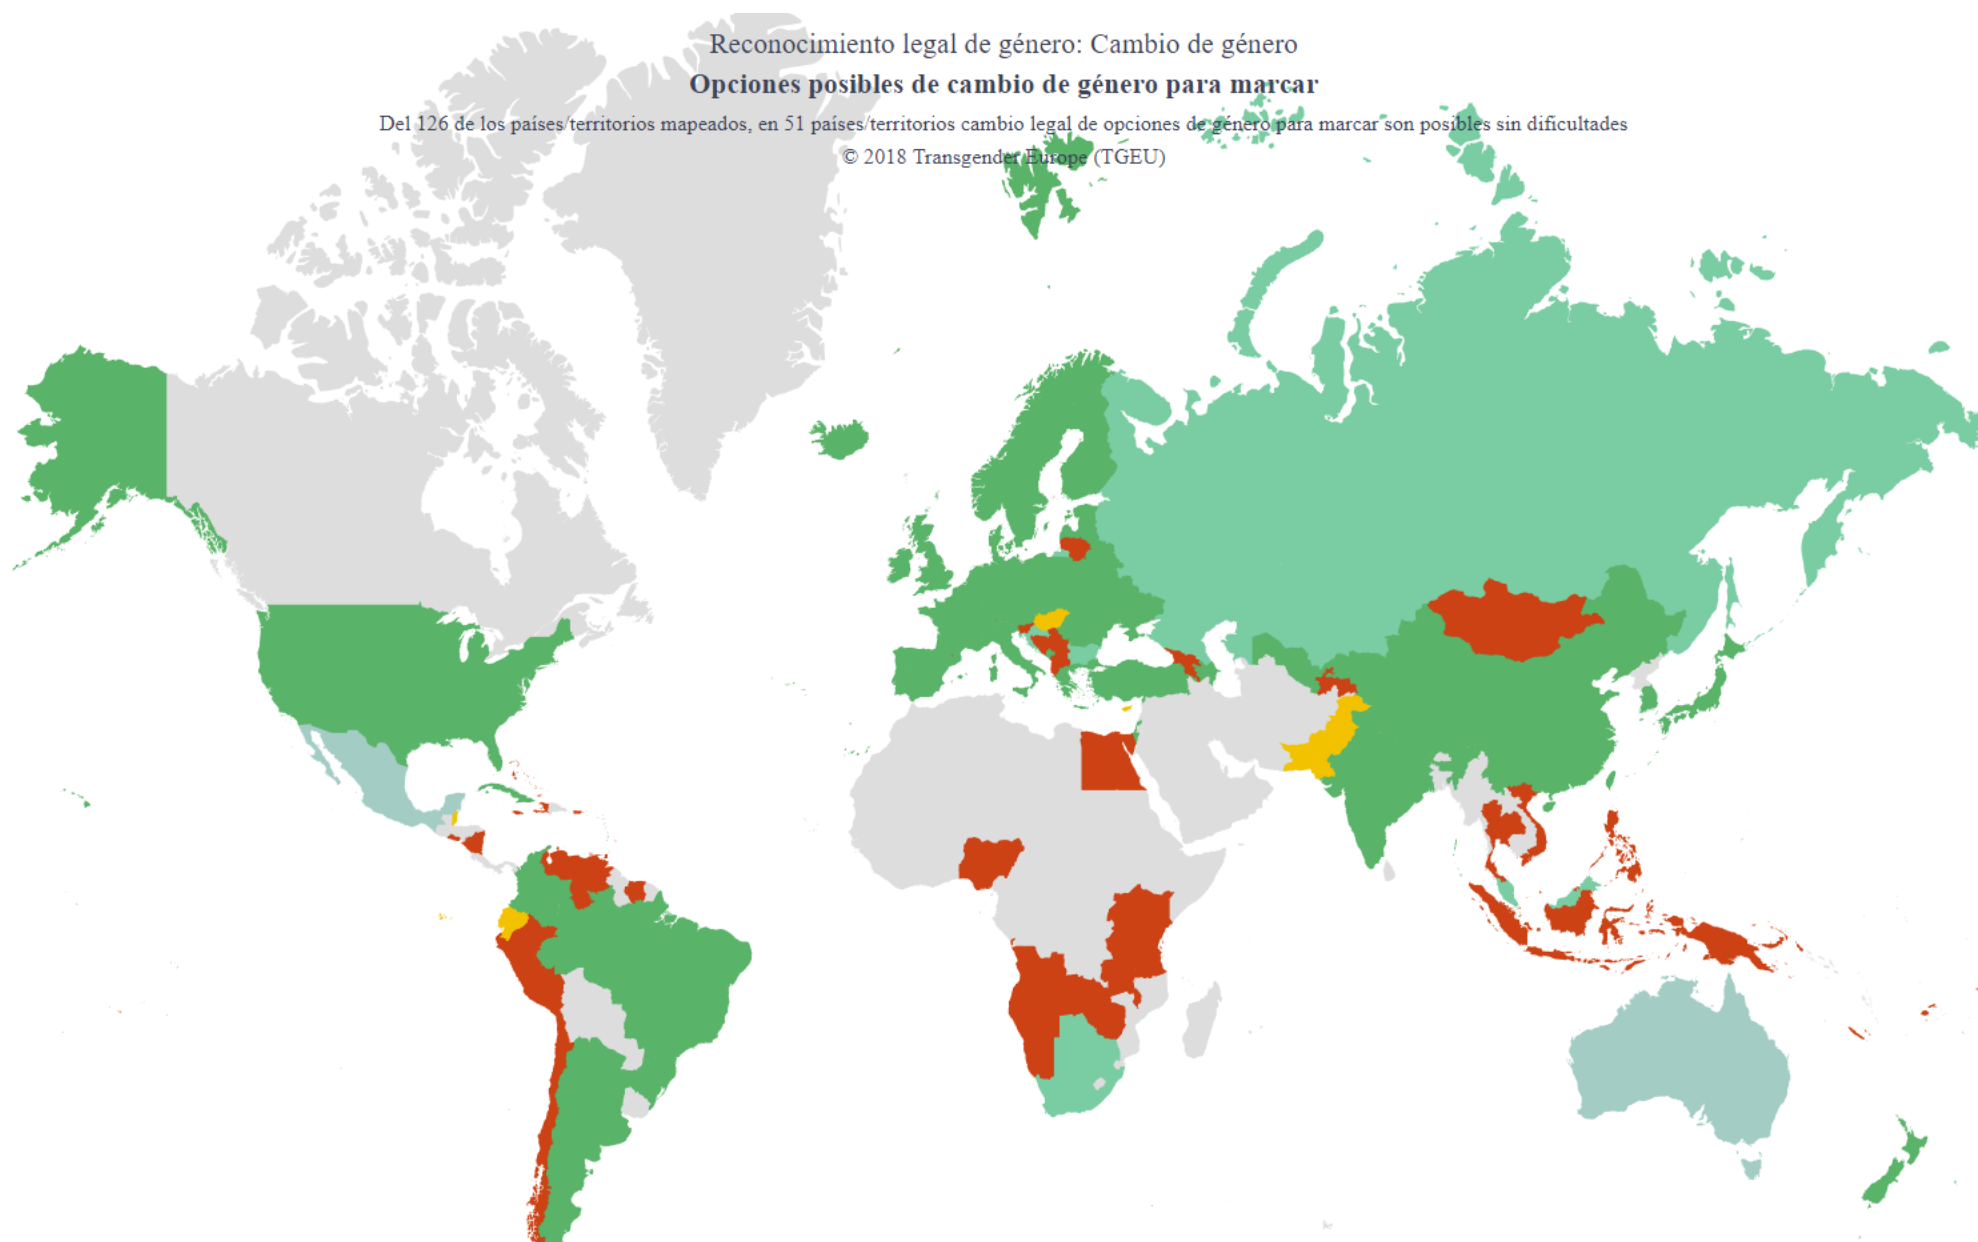 Reconocimiento legal de género: Cambio de género
Opciones posibles de cambio de género para marcar
Del 126 de los países/territorios mapeados, en 51 países/territorios cambio legal de opciones de género para marcar son posibles sin dificultades
© 2018 Transgender Europe (TGEU)